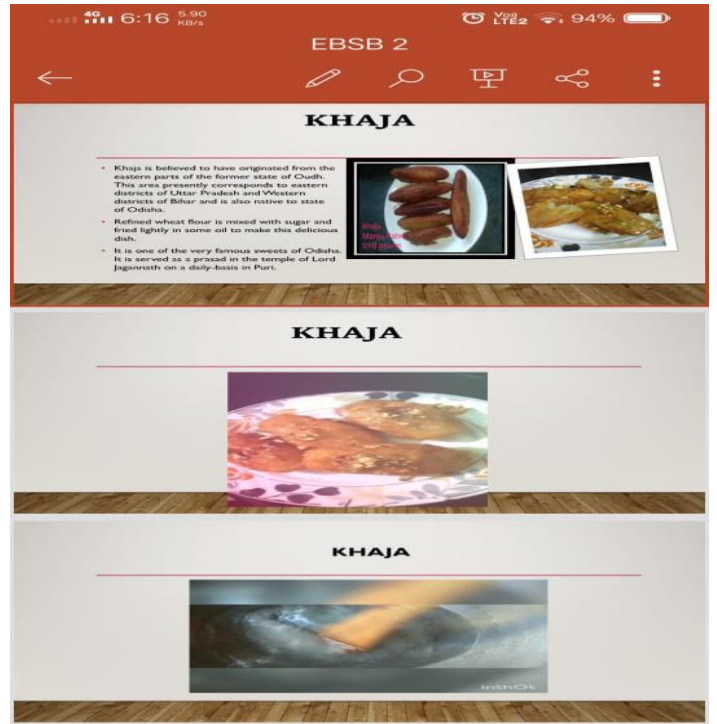 4G 6:16 5.90 KB/s Vo)) LTE2 94%
EBSB 2
KHAJA
• Khaja is believed to have originated from the
eastern parts of the former state of Oudh.
This area presently corresponds to eastern
districts of Uttar Pradesh and Western
districts of Bihar and is also native to state
of Odisha.
• Refined wheat flour is mixed with sugar and
fried lightly in some oil to make this delicious
dish.
• It is one of the very famous sweets of Odisha.
It is served as a prasad in the temple of Lord
Jagannath on a daily-basis in Puri.
khaja
KHAJA
KHAJA
InShOt